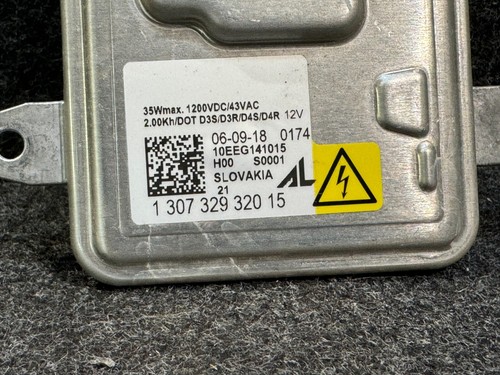 35Wmax. 1200VDC/43VAC
2.00Kh/DOT D3S/D3R/D4S/D4R 12V
06-09-18 0174
10EEG141015
H00 S0001
SLOVAKIA
21 AL
1 307 329 320 15